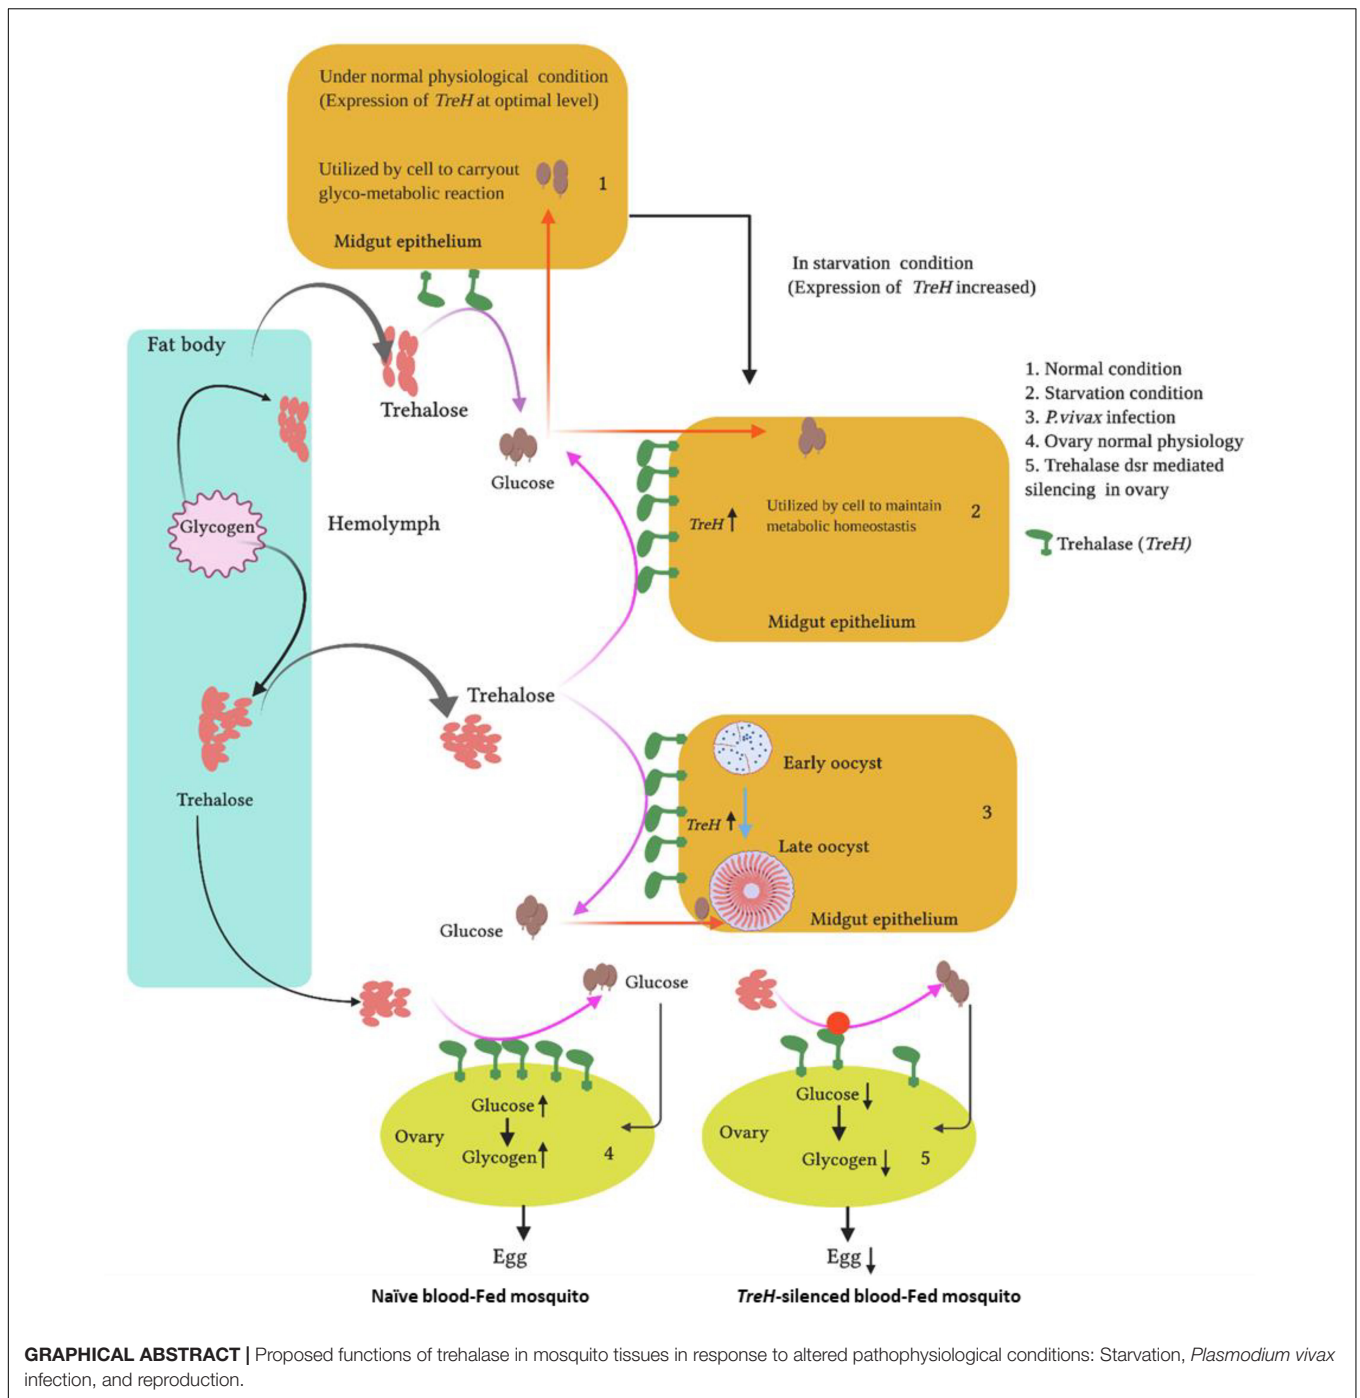 Under normal physiological condition
(Expression of TreH at optimal level)
Utilized by cell to carryout
glyco-metabolic reaction
1
Midgut epithelium
In starvation condition
(Expression of TreH increased)
Fat body
Trehalose
Glucose
Glycogen
Hemolymph
1. Normal condition
2. Starvation condition
3. P.vivax infection
4. Ovary normal physiology
5. Trehalase dsr mediated
silencing in ovary
Trehalase (TreH)
TreH
Utilized by cell to maintain
metabolic homeostastis
2
Midgut epithelium
Trehalose
Trehalose
Early oocyst
TreH
3
Late oocyst
Midgut epithelium
Glucose
Glucose
Glucose
Ovary
Glycogen
4
Egg
Naïve blood-Fed mosquito
Glucose
Ovary
Glycogen
5
Egg
TreH-silenced blood-Fed mosquito
GRAPHICAL ABSTRACT | Proposed functions of trehalase in mosquito tissues in response to altered pathophysiological conditions: Starvation, Plasmodium vivax
infection, and reproduction.